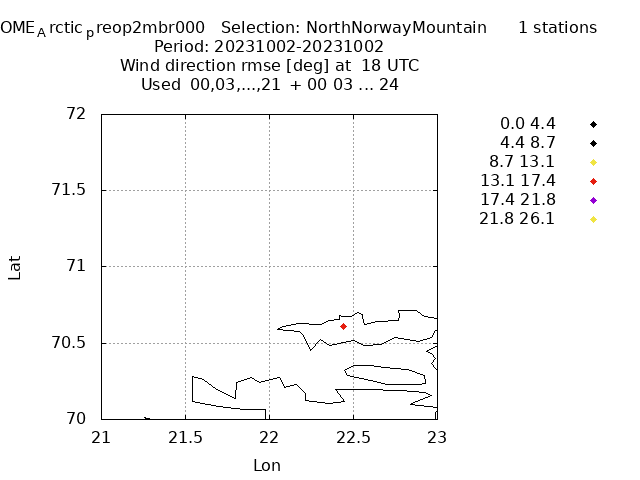 OME_A rctic_p reop2mbr000 Selection: NorthNorwayMountain 1 stations
Period: 20231002-20231002
Wind direction rmse [deg] at 18 UTC
Used 00,03,...,21 + 00 03 ... 24
0.0 4.4
4.4 8.7
8.7 13.1
13.1 17.4
17.4 21.8
21.8 26.1
72
71.5
71
70.5
70
Lat
21 21.5 22 22.5 23
Lon